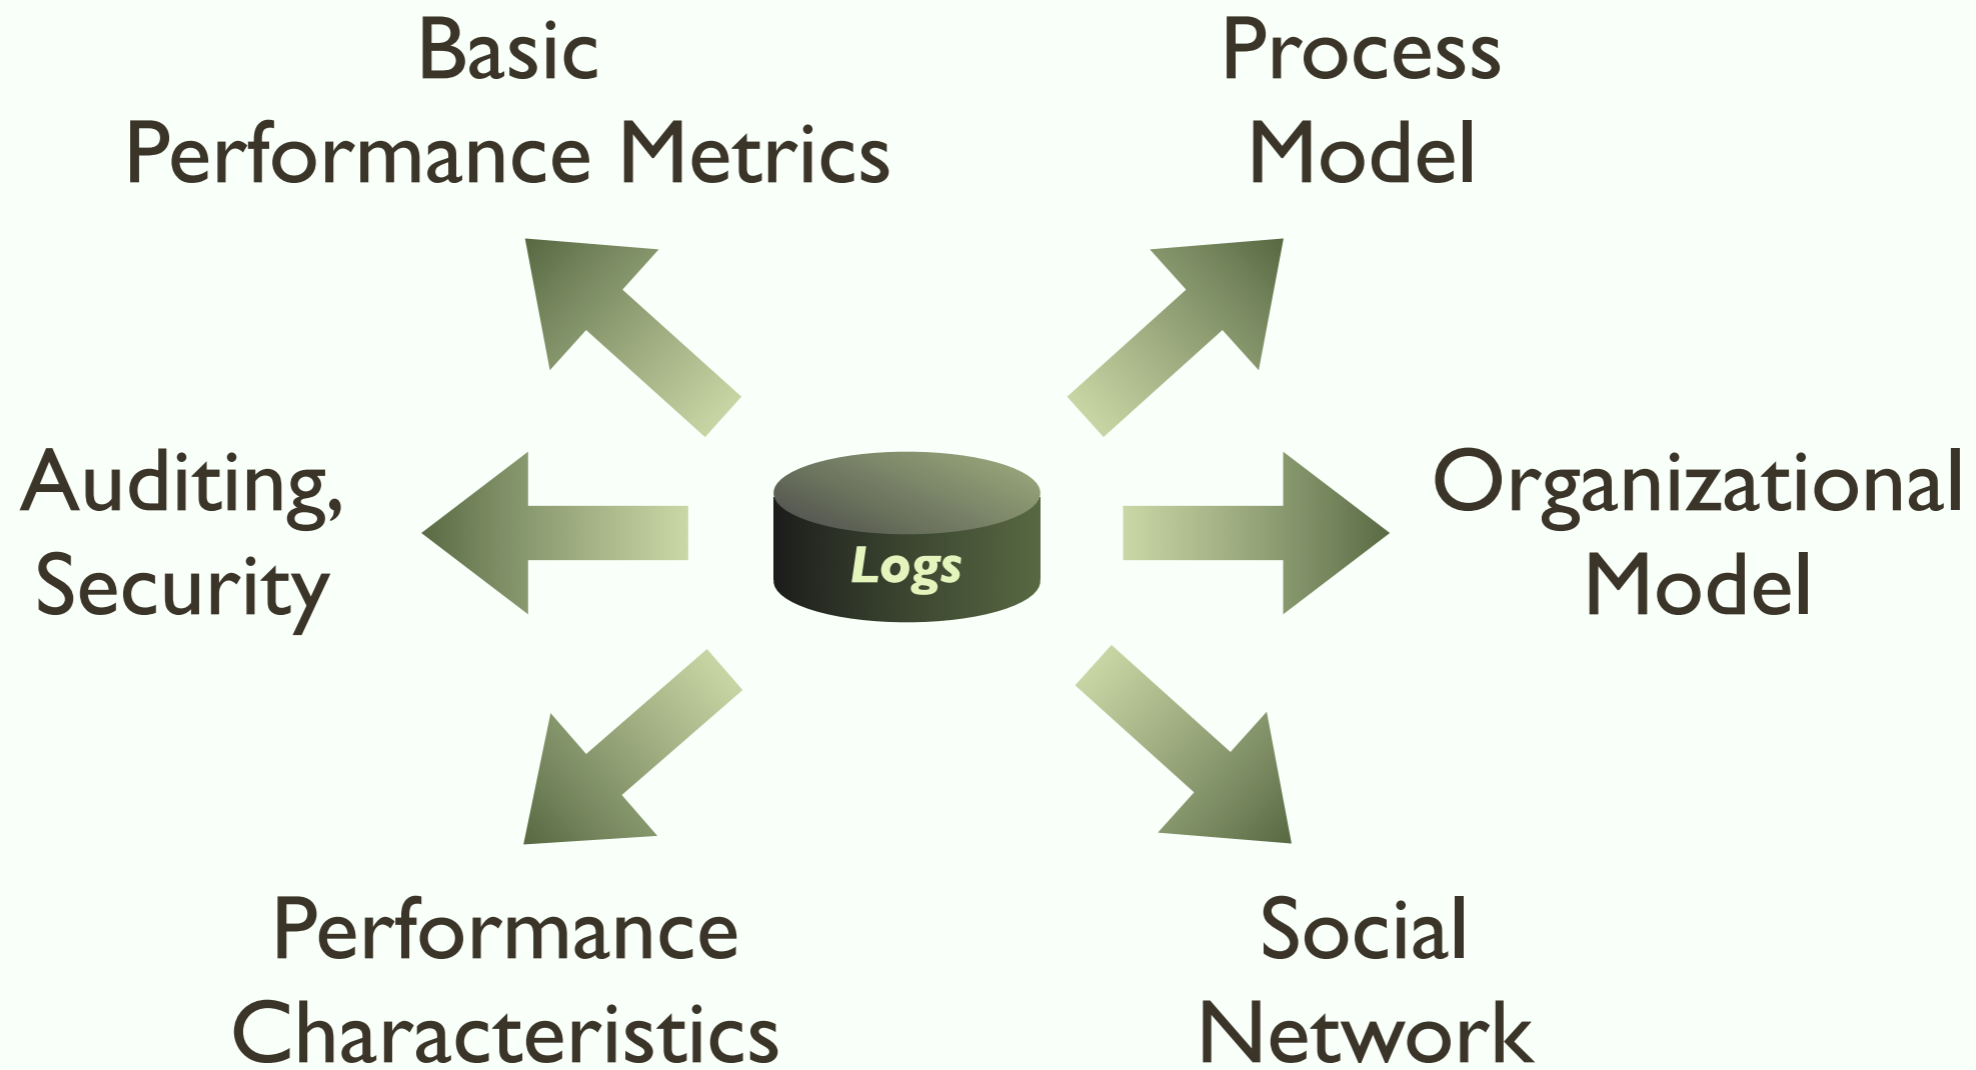 Basic
Performance Metrics
Process
Model
Auditing,
Security
Logs
Organizational
Model
Performance
Characteristics
Social
Network